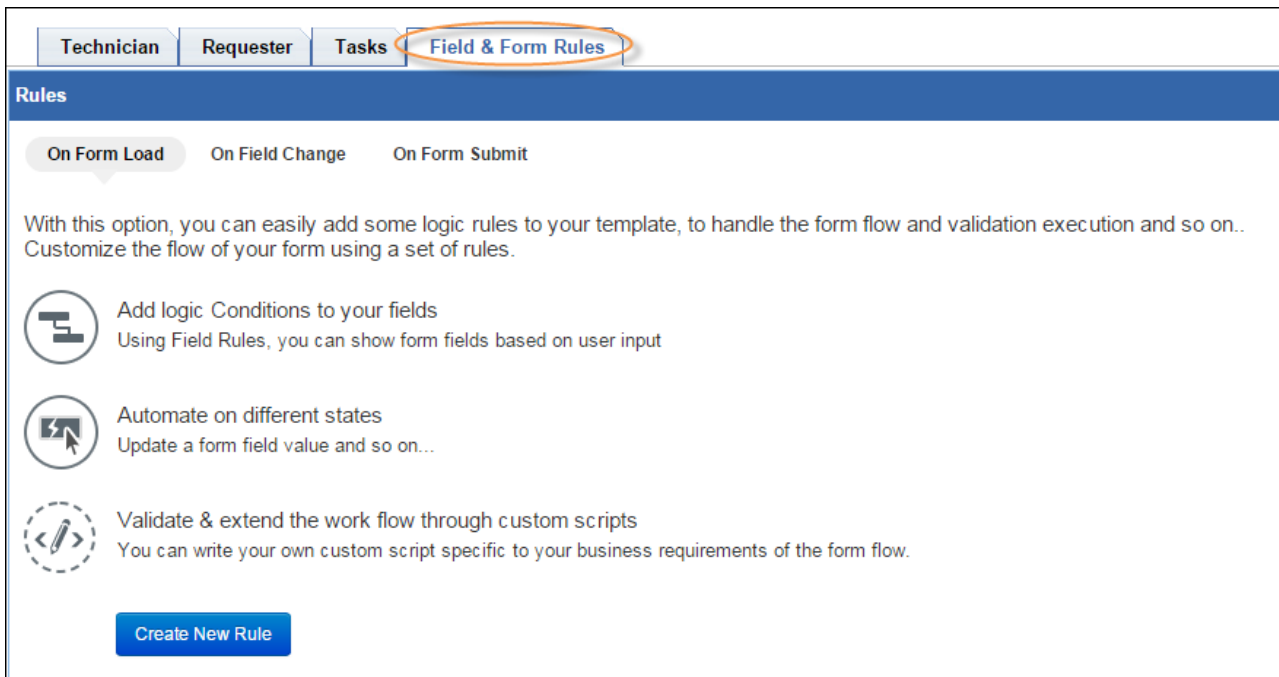 Technician Requester Tasks Field & Form Rules
Rules
On Form Load On Field Change On Form Submit
With this option, you can easily add some logic rules to your template, to handle the form flow and validation execution and so on..
Customize the flow of your form using a set of rules.
Add logic Conditions to your fields
Using Field Rules, you can show form fields based on user input
Automate on different states
Update a form field value and so on...
Validate & extend the work flow through custom scripts
You can write your own custom script specific to your business requirements of the form flow.
Create New Rule